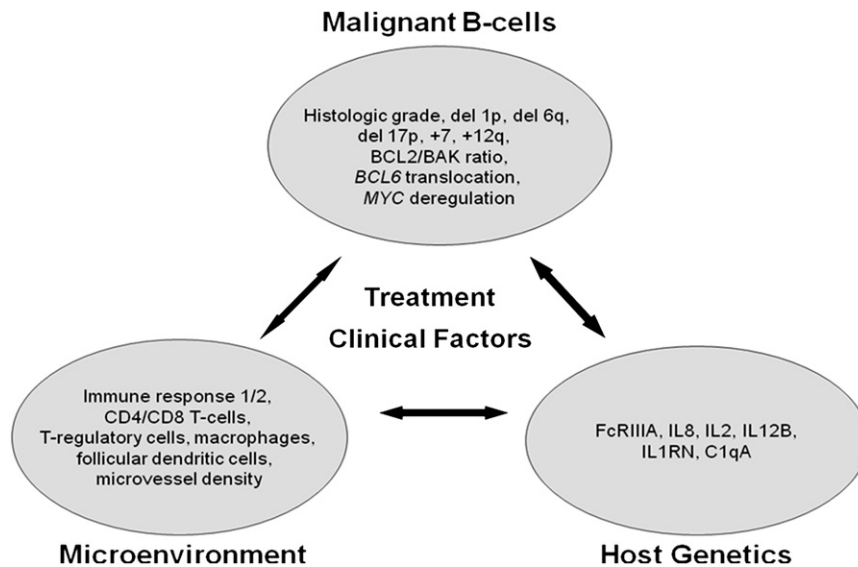 Malignant B-cells
Histologic grade, del 1p, del 6q,
del 17p, +7, +12q,
BCL2/BAK ratio,
BCL6 translocation,
MYC deregulation
Treatment
Clinical Factors
Immune response 1/2,
CD4/CD8 T-cells,
T-regulatory cells, macrophages,
follicular dendritic cells,
microvessel density
FcRIIIA, IL8, IL2, IL12B,
IL1RN, C1qA
Microenvironment
Host Genetics